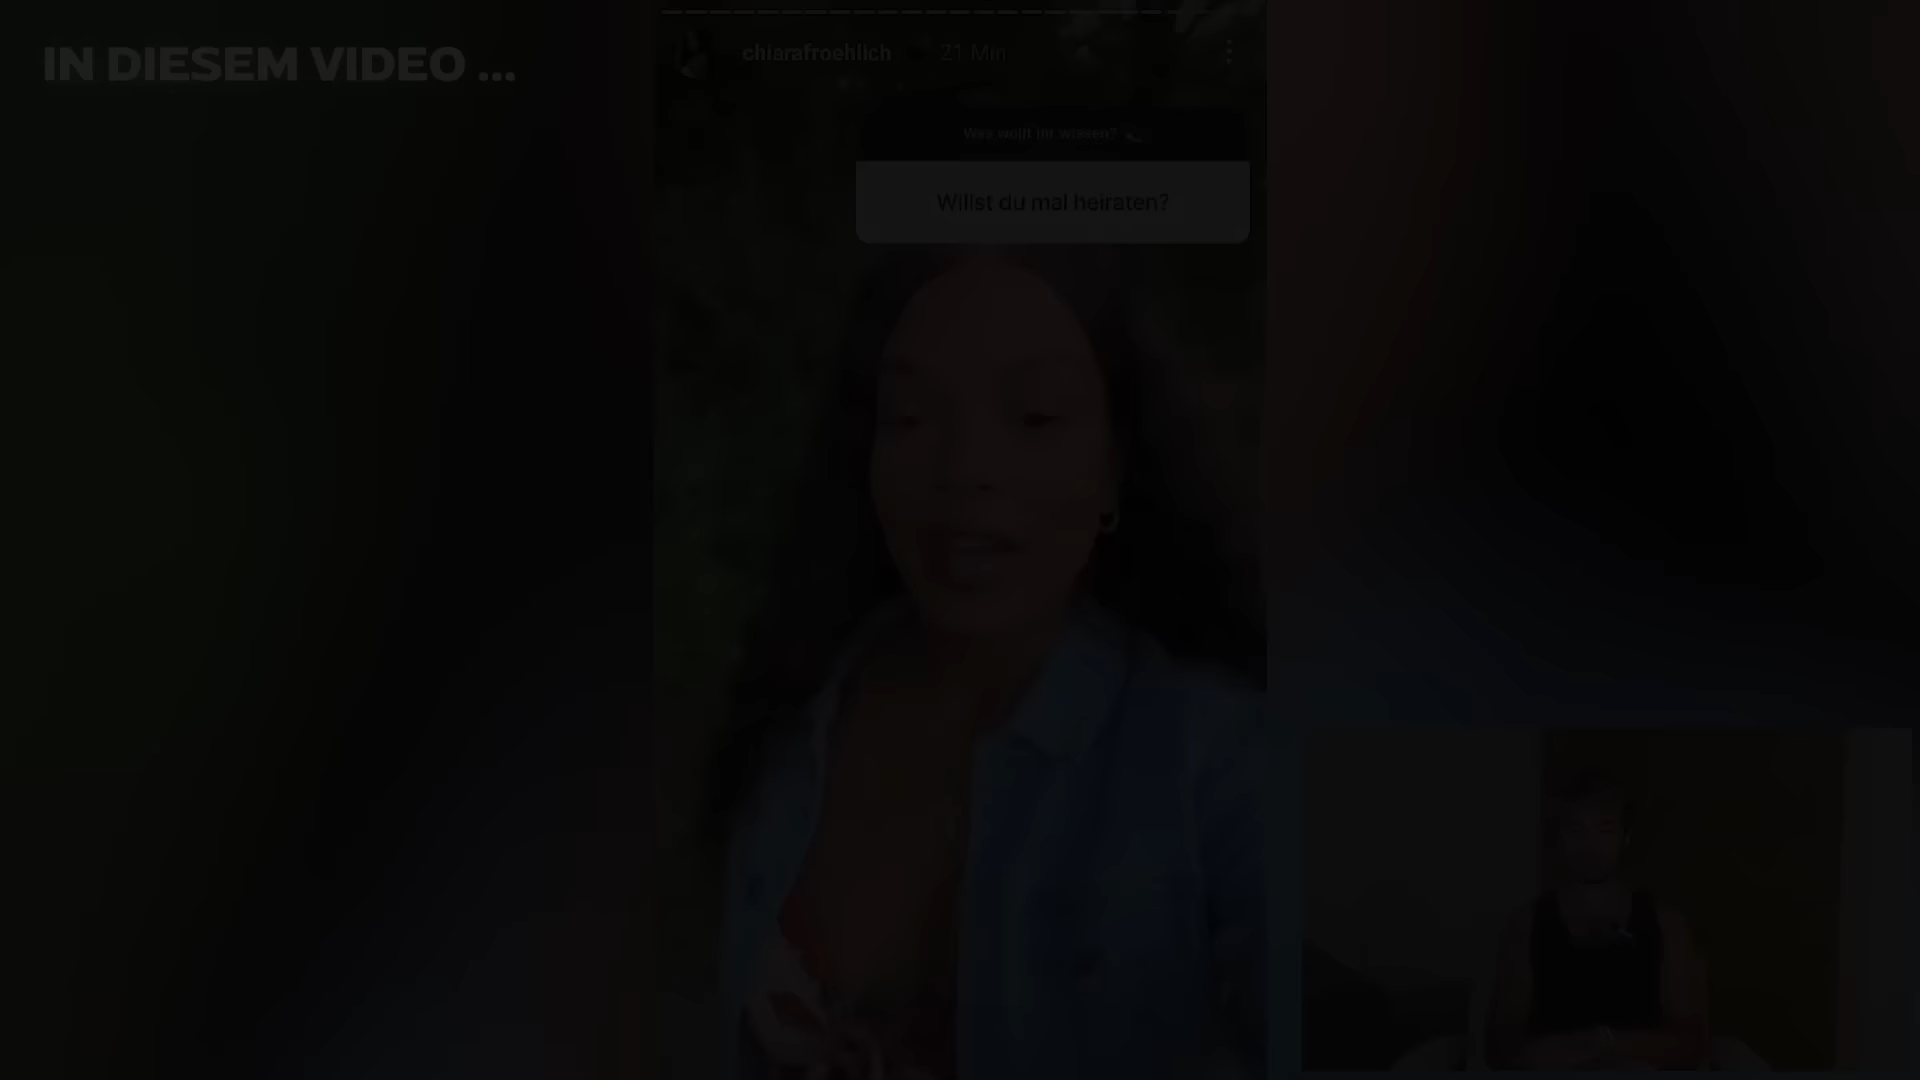 IN DIESEM VIDEO ...
chiarafroehlich 21 Min
Was wollt ihr wissen?
Willst du mal heiraten?